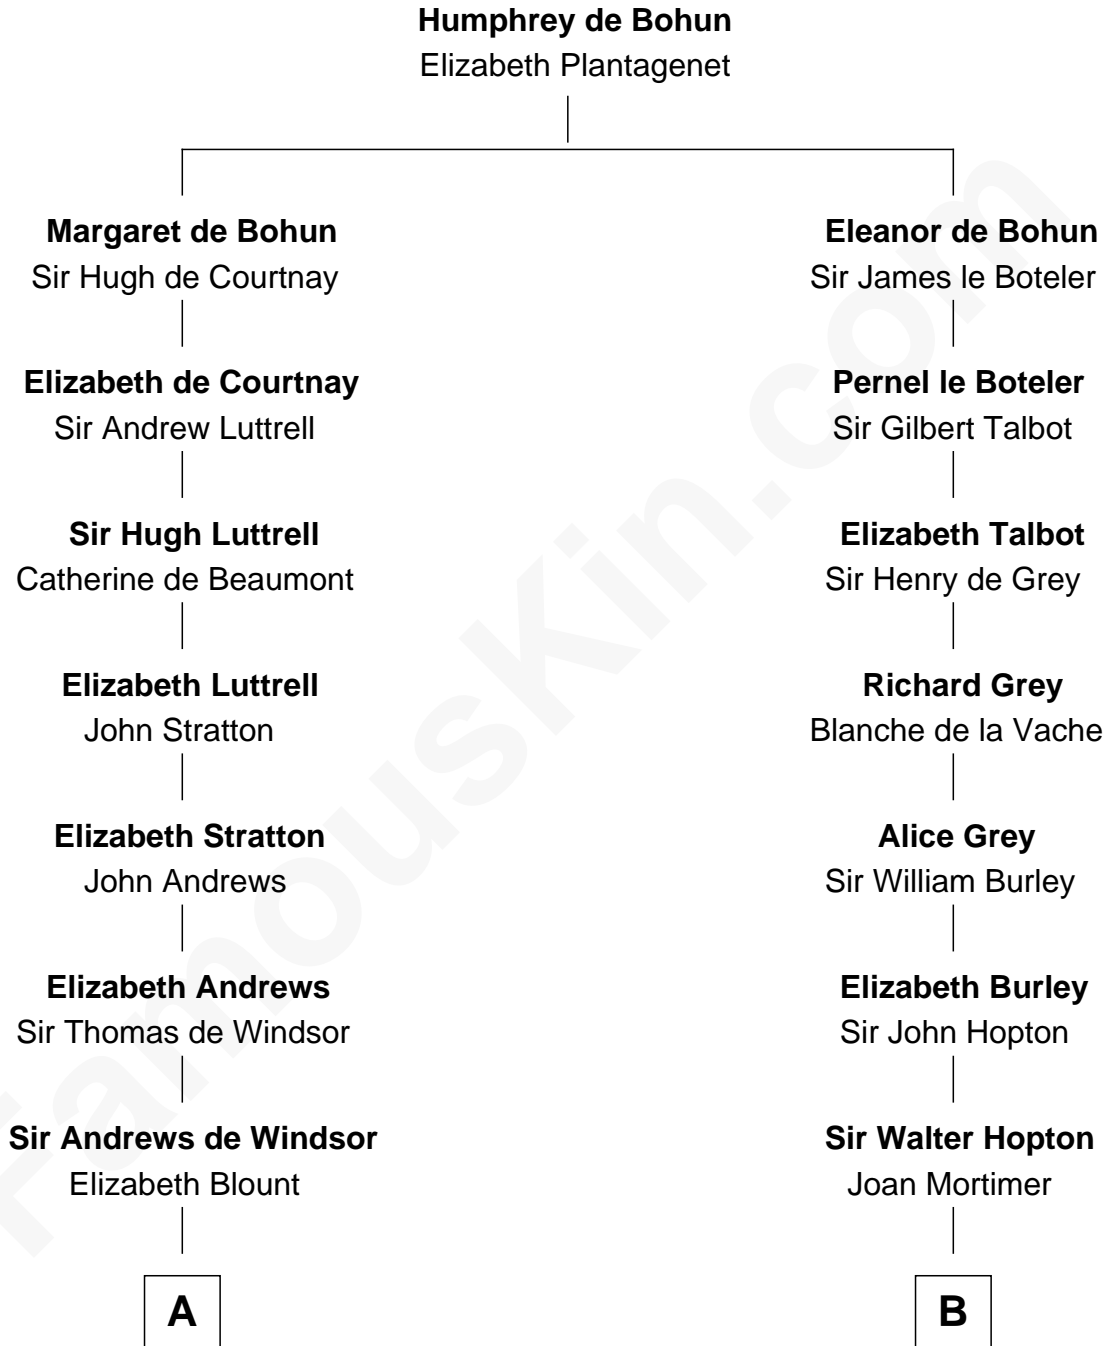 Humphrey de Bohun
Elizabeth Plantagenet
Margaret de Bohun
Sir Hugh de Courtnay
Eleanor de Bohun
Sir James le Boteler
Elizabeth de Courtnay
Sir Andrew Luttrell
Pernel le Boteler
Sir Gilbert Talbot
Sir Hugh Luttrell
Catherine de Beaumont
Elizabeth Talbot
Sir Henry de Grey
Elizabeth Luttrell
John Stratton
Richard Grey
Blanche de la Vache
Elizabeth Stratton
John Andrews
Alice Grey
Sir William Burley
Elizabeth Andrews
Sir Thomas de Windsor
Elizabeth Burley
Sir John Hopton
Sir Andrews de Windsor
Elizabeth Blount
Sir Walter Hopton
Joan Mortimer
A
B
FamousKin.com